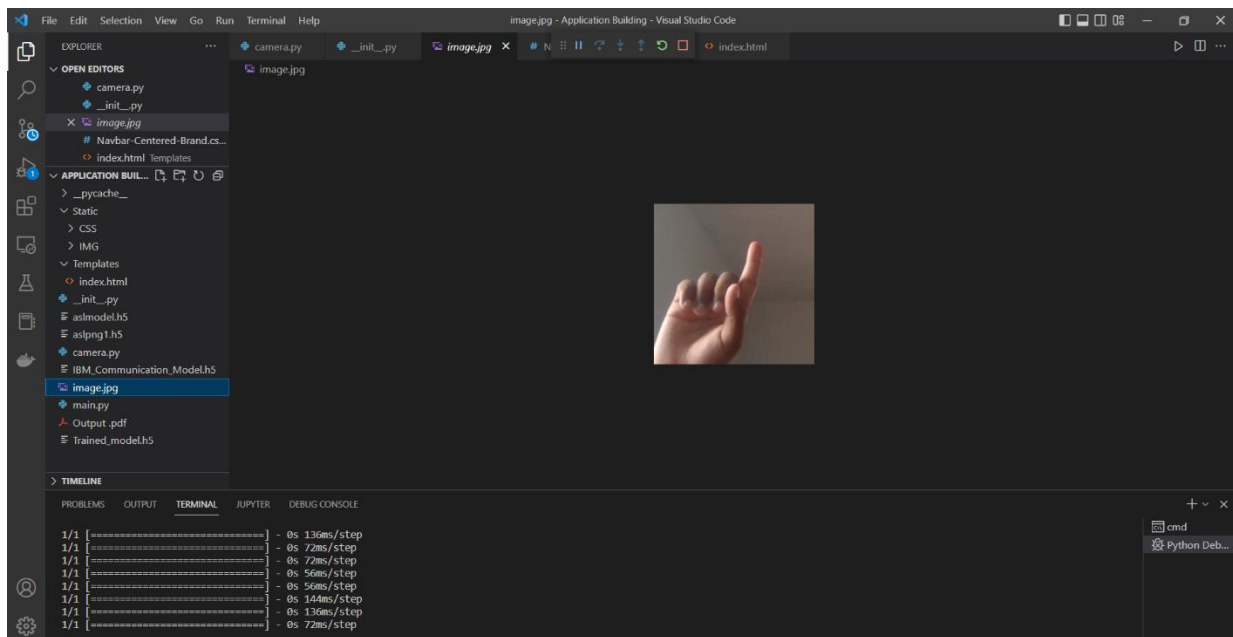 File Edit Selection View Go Run Terminal Help image.jpg - Application Building - Visual Studio Code
EXPLORER
camera.py __init__.py image.jpg # N index.html
OPEN EDITORS
camera.py
__init__.py
image.jpg
# Navbar-Centered-Brand.cs...
index.html Templates
image.jpg
APPLICATION BUIL...
__pycache__
Static
CSS
IMG
Templates
index.html
__init__.py
aslmodel.h5
aslpng1.h5
camera.py
IBM_Communication_Model.h5
image.jpg
main.py
Output .pdf
Trained_model.h5
TIMELINE
1
PROBLEMS OUTPUT TERMINAL JUPYTER DEBUG CONSOLE
1/1 [==============================] - 0s 136ms/step
1/1 [==============================] - 0s 72ms/step
1/1 [==============================] - 0s 72ms/step
1/1 [==============================] - 0s 56ms/step
1/1 [==============================] - 0s 56ms/step
1/1 [==============================] - 0s 144ms/step
1/1 [==============================] - 0s 136ms/step
1/1 [==============================] - 0s 72ms/step
cmd
Python Deb...